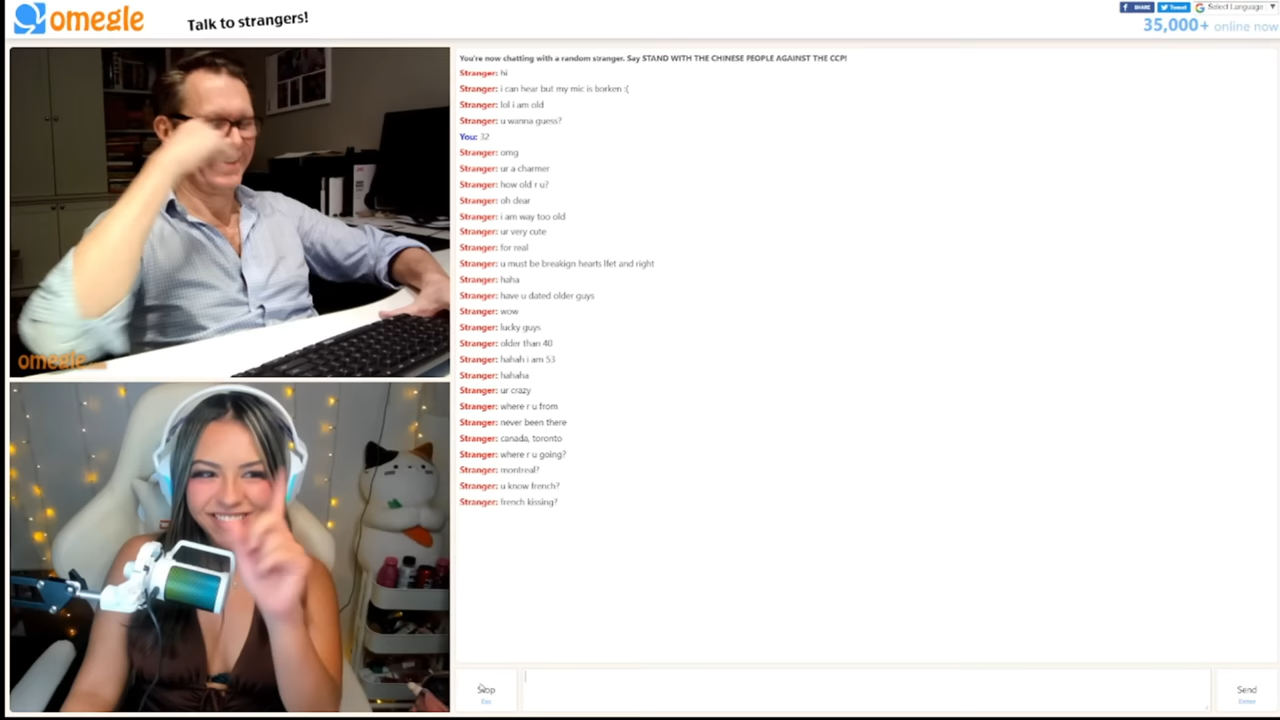 omegle
Talk to strangers!
SHARE
Tweet
Select Language ▼
35,000+ online now
You're now chatting with a random stranger. Say STAND WITH THE CHINESE PEOPLE AGAINST THE CCP!
Stranger: hi
Stranger: i can hear but my mic is borken :(
Stranger: lol i am old
Stranger: u wanna guess?
You: 32
Stranger: omg
Stranger: ur a charmer
Stranger: how old r u?
Stranger: oh dear
Stranger: i am way too old
Stranger: ur very cute
Stranger: for real
Stranger: u must be breakign hearts lfet and right
Stranger: haha
Stranger: have u dated older guys
Stranger: wow
Stranger: lucky guys
Stranger: older than 40
Stranger: hahah i am 53
Stranger: hahaha
Stranger: ur crazy
Stranger: where r u from
Stranger: never been there
Stranger: canada, toronto
Stranger: where r u going?
Stranger: montreal?
Stranger: u know french?
Stranger: french kissing?
omegle
Stop
Esc
Send
Enter